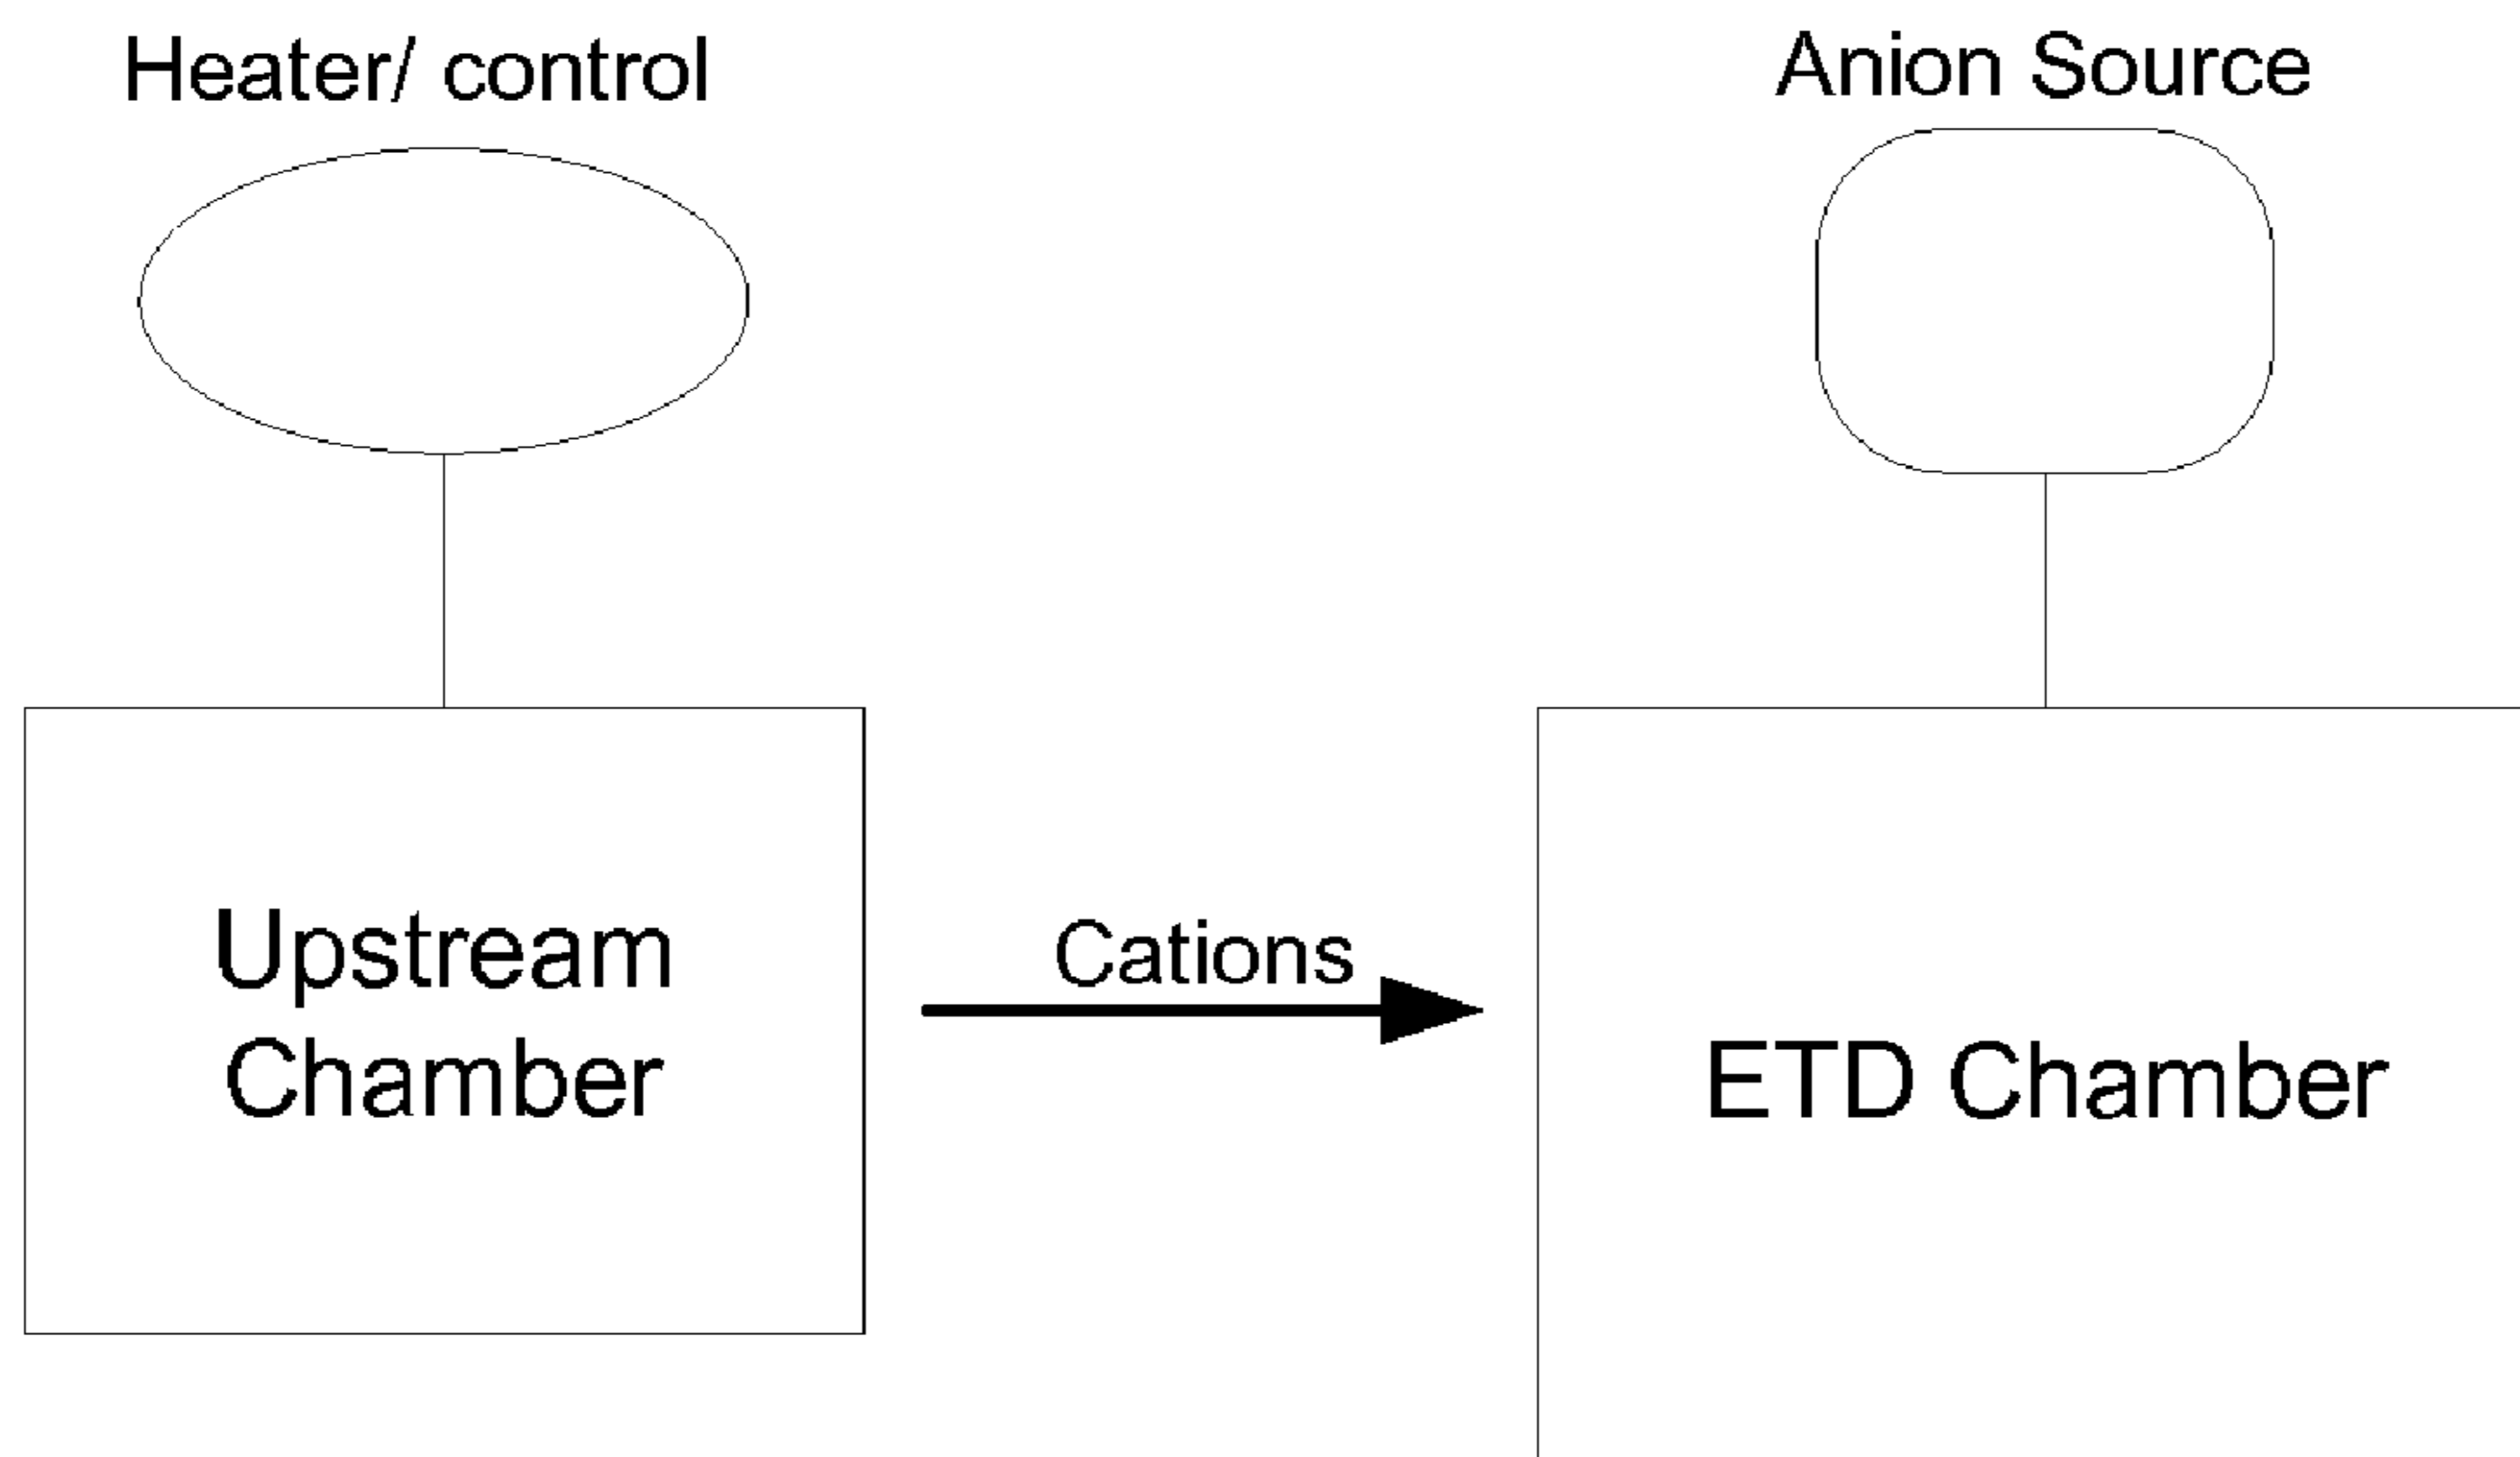 Heater/ control
Anion Source
Upstream
Chamber
Cations
ETD Chamber